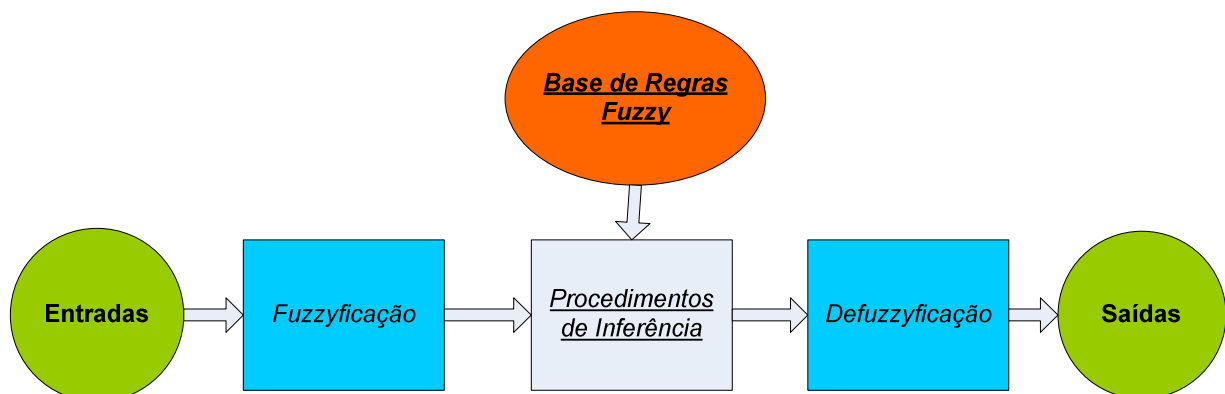 Base de Regras
Fuzzy
Entradas
Fuzzyficação
Procedimentos
de Inferência
Defuzzyficação
Saídas